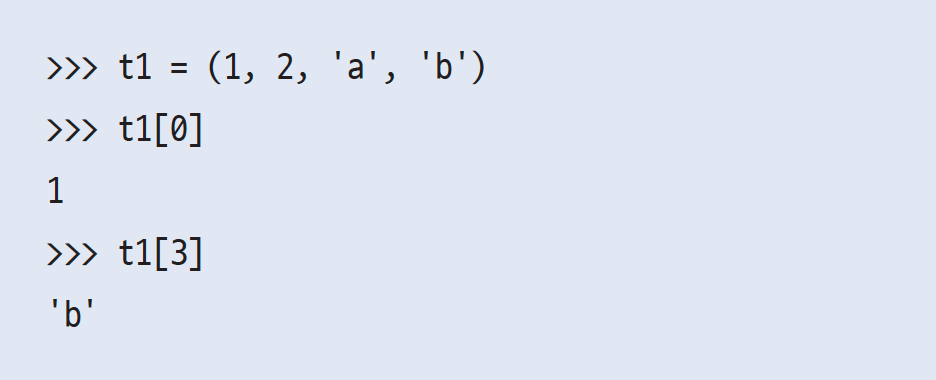 >>> t1 = (1, 2, 'a', 'b')
>>> t1[0]
1
>>> t1[3]
'b'